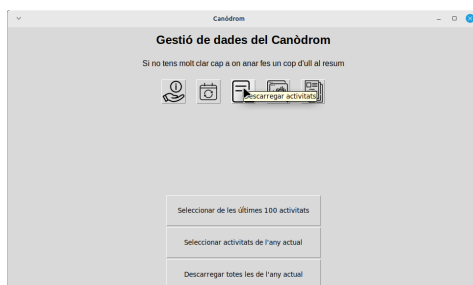 Canòdrom
Gestió de dades del Canòdrom
Si no tens molt clar cap a on anar fes un cop d'ull al resum
Descarregar activitats
Seleccionar de les últimes 100 activitats
Seleccionar activitats de l'any actual
Descarregar totes les de l'any actual